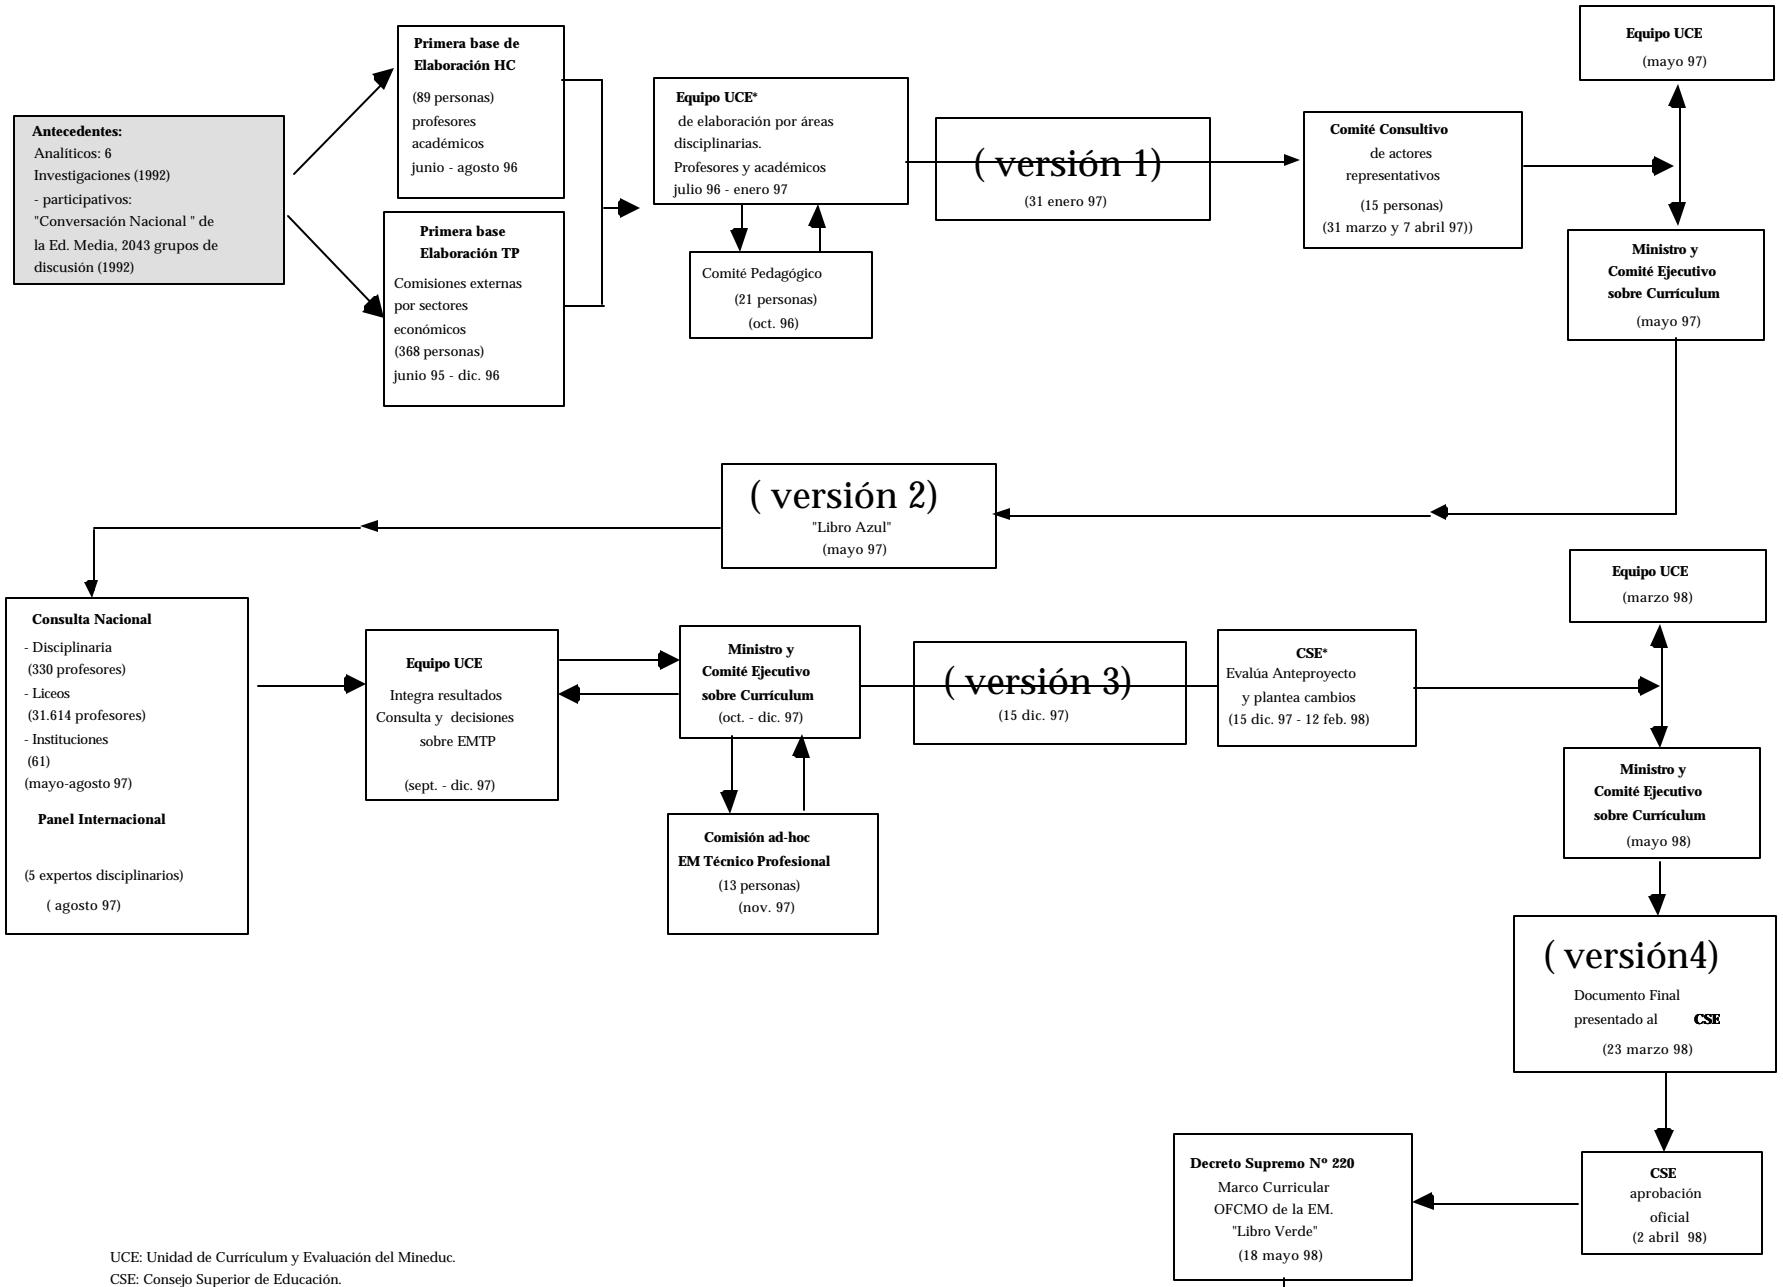 Antecedentes:
Analíticos: 6
Investigaciones (1992)
- participativos:
"Conversación Nacional " de
la Ed. Media, 2043 grupos de
discusión (1992)
Primera base de
Elaboración HC
(89 personas)
profesores
académicos
junio - agosto 96
Primera base
Elaboración TP
Comisiones externas
por sectores
económicos
(368 personas)
junio 95 - dic. 96
Equipo UCE*
de elaboración por áreas
disciplinarias.
Profesores y académicos
julio 96 - enero 97
Comité Pedagógico
(21 personas)
(oct. 96)
( versión 1)
(31 enero 97)
Comité Consultivo
de actores
representativos
(15 personas)
(31 marzo y 7 abril 97))
Equipo UCE
(mayo 97)
Ministro y
Comité Ejecutivo
sobre Currículum
(mayo 97)
( versión 2)
"Libro Azul"
(mayo 97)
Consulta Nacional
- Disciplinaria
(330 profesores)
- Liceos
(31.614 profesores)
- Instituciones
(61)
(mayo-agosto 97)
Panel Internacional
(5 expertos disciplinarios)
( agosto 97)
Equipo UCE
Integra resultados
Consulta y decisiones
sobre EMTP
(sept. - dic. 97)
Ministro y
Comité Ejecutivo
sobre Currículum
(oct. - dic. 97)
Comisión ad-hoc
EM Técnico Profesional
(13 personas)
(nov. 97)
( versión 3)
(15 dic. 97)
CSE*
Evalúa Anteproyecto
y plantea cambios
(15 dic. 97 - 12 feb. 98)
Equipo UCE
(marzo 98)
Ministro y
Comité Ejecutivo
sobre Currículum
(mayo 98)
( versión4)
Documento Final
presentado al CSE
(23 marzo 98)
CSE
aprobación
oficial
(2 abril 98)
Decreto Supremo Nº 220
Marco Curricular
OFCMO de la EM.
"Libro Verde"
(18 mayo 98)
UCE: Unidad de Currículum y Evaluación del Mineduc.
CSE: Consejo Superior de Educación.